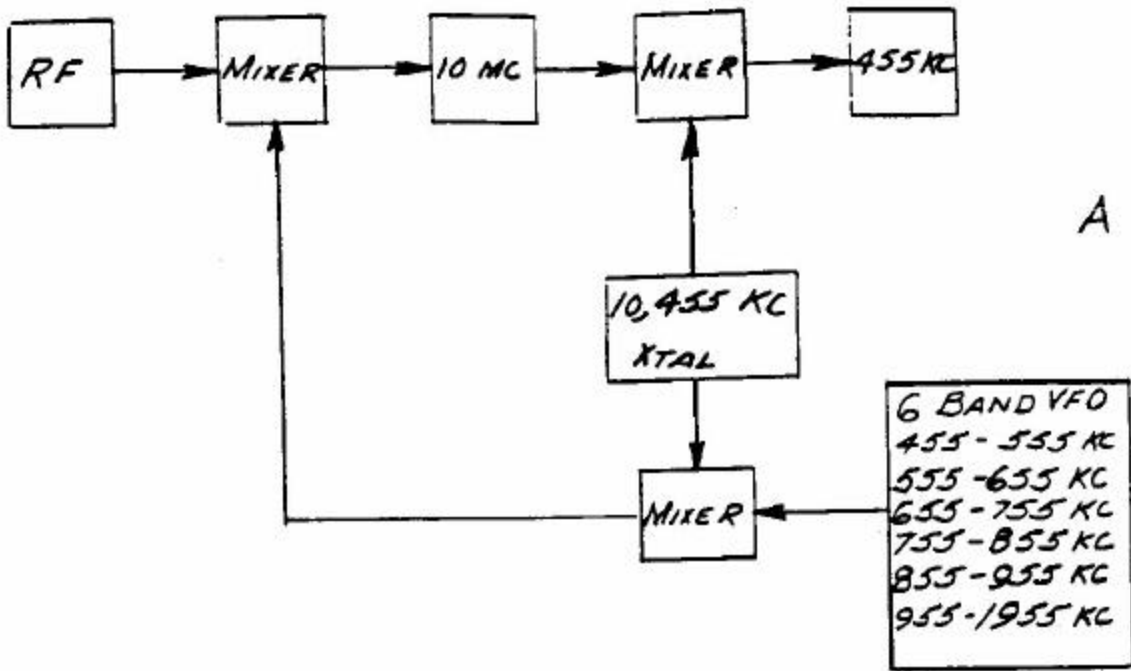 RF
MIXER
10 MC
MIXER
455 KC
A
10,455 KC
XTAL
MIXER
6 BAND VFO
455 - 555 KC
555 - 655 KC
655 - 755 KC
755 - 855 KC
855 - 955 KC
955 - 1955 KC